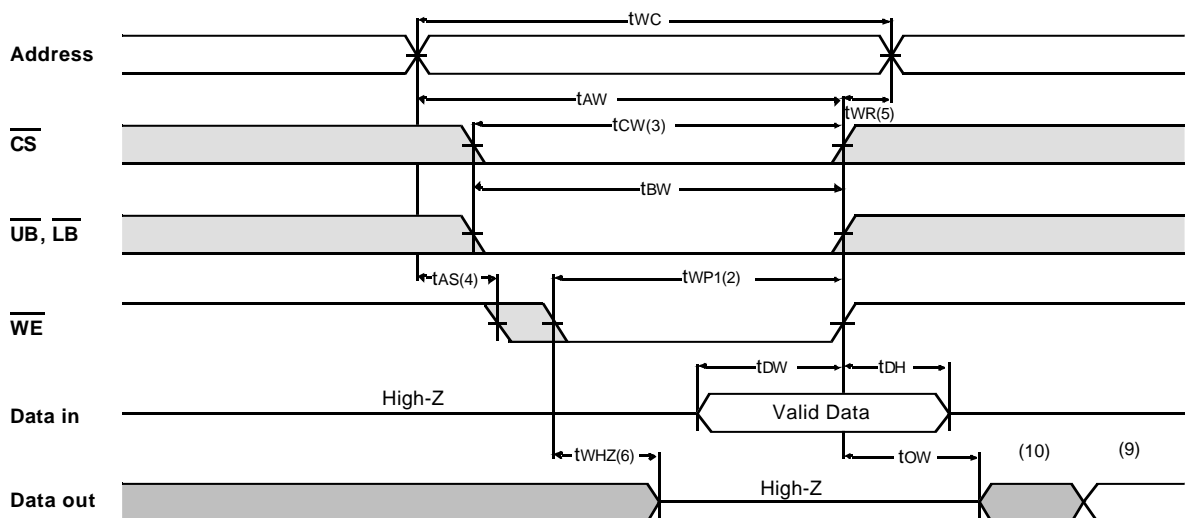 tWC
Address
tAW
tWR(5)
tCW(3)
CS
tBW
UB, LB
tAS(4)
tWP1(2)
WE
tDW
tDH
High-Z
Data in
Valid Data
tWHZ(6)
tOW
(10)
(9)
High-Z
Data out